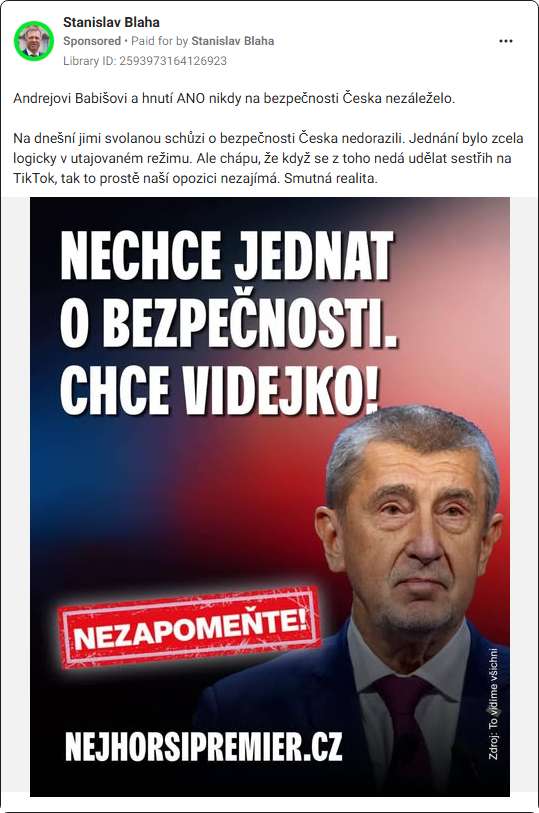 Stanislav Blaha
Sponsored • Paid for by Stanislav Blaha
Library ID: 2593973164126923
Andrejovi Babišovi a hnutí ANO nikdy na bezpečnosti Česka nezáleželo.
Na dnešní jimi svolanou schůzi o bezpečnosti Česka nedorazili. Jednání bylo zcela
logicky v utajovaném režimu. Ale chápu, že když se z toho nedá udělat sestřih na
TikTok, tak to prostě naší opozici nezajímá. Smutná realita.
NECHCE JEDNAT
O BEZPEČNOSTI.
CHCE VIDEJKO!
NEZAPOMEŇTE!
NEJHORSIPREMIER.CZ
Zdroj: To vidíme všichni